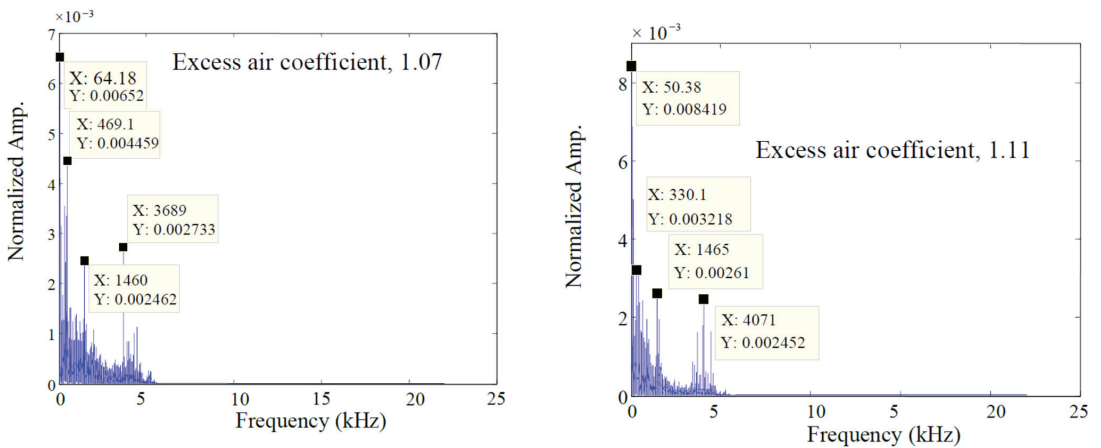 ×10⁻³
7
6
5
4
3
2
1
0
Normalized Amp.
Excess air coefficient, 1.07
X: 64.18
Y: 0.00652
X: 469.1
Y: 0.004459
X: 3689
Y: 0.002733
X: 1460
Y: 0.002462
0 5 10 15 20 25
Frequency (kHz)
× 10⁻³
8
6
4
2
0
Normalized Amp.
X: 50.38
Y: 0.008419
Excess air coefficient, 1.11
X: 330.1
Y: 0.003218
X: 1465
Y: 0.00261
X: 4071
Y: 0.002452
0 5 10 5 20 25
Frequency (kHz)